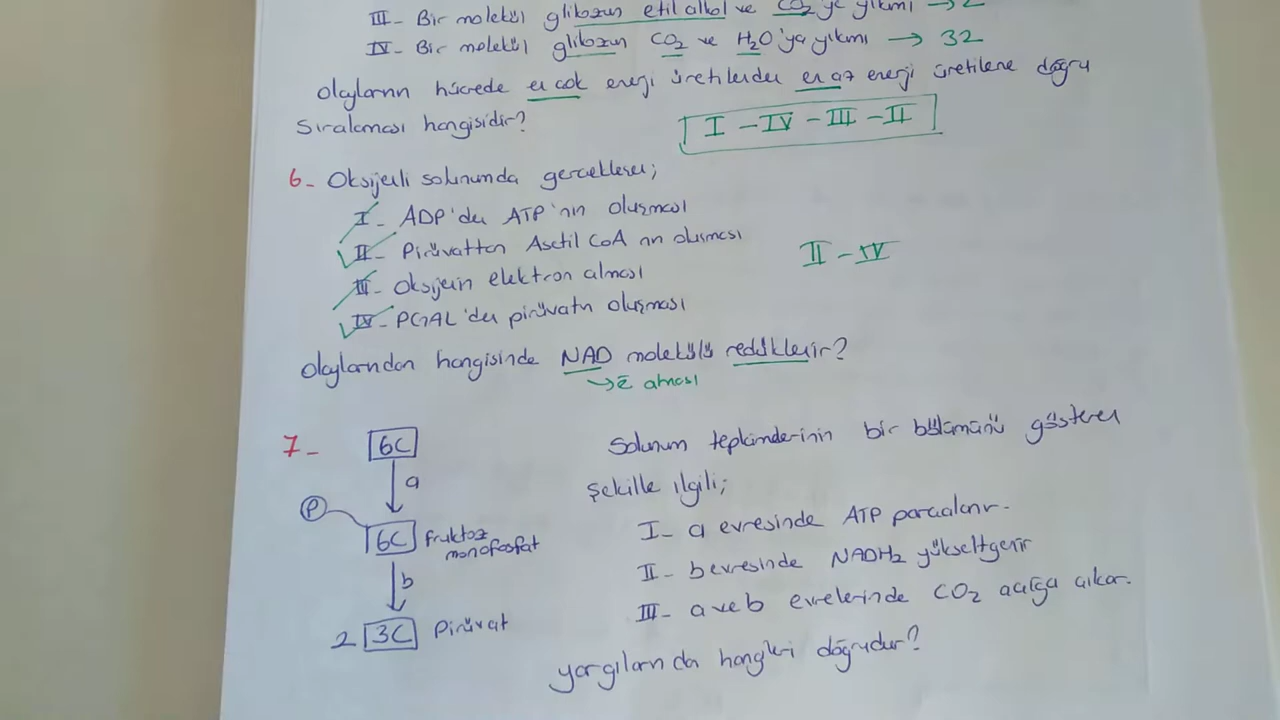 III- Bir molekül glikozun etil alkol ve CO2 ye yıkımı → 2
IV- Bir molekül glikozun CO2 ve H2O'ya yıkımı → 32
olaylarının hücrede en çok enerji üretilenden en az enerji üretilene doğru
sıralaması hangisidir?
I - IV - III - II
6- Oksijenli solunumda gerçekleşen;
I- ADP'den ATP'nin oluşması
II- Pirüvattan Asetil CoA nın oluşması
III- Oksijenin elektron alması
IV- PGAL'den pirüvatın oluşması
II - IV
olaylarından hangisinde NAD molekülü redüklenir?
→ē alması
7-
6C
a
P
6C fruktoz
monofosfat
b
2 3C Pirüvat
Solunum tepkimelerinin bir bölümünü gösteren
şekille ilgili;
I- a evresinde ATP parçalanır.
II- b evresinde NADH2 yükseltgenir
III- a ve b evrelerinde CO2 açığa çıkar.
yargılarında hangileri doğrudur?